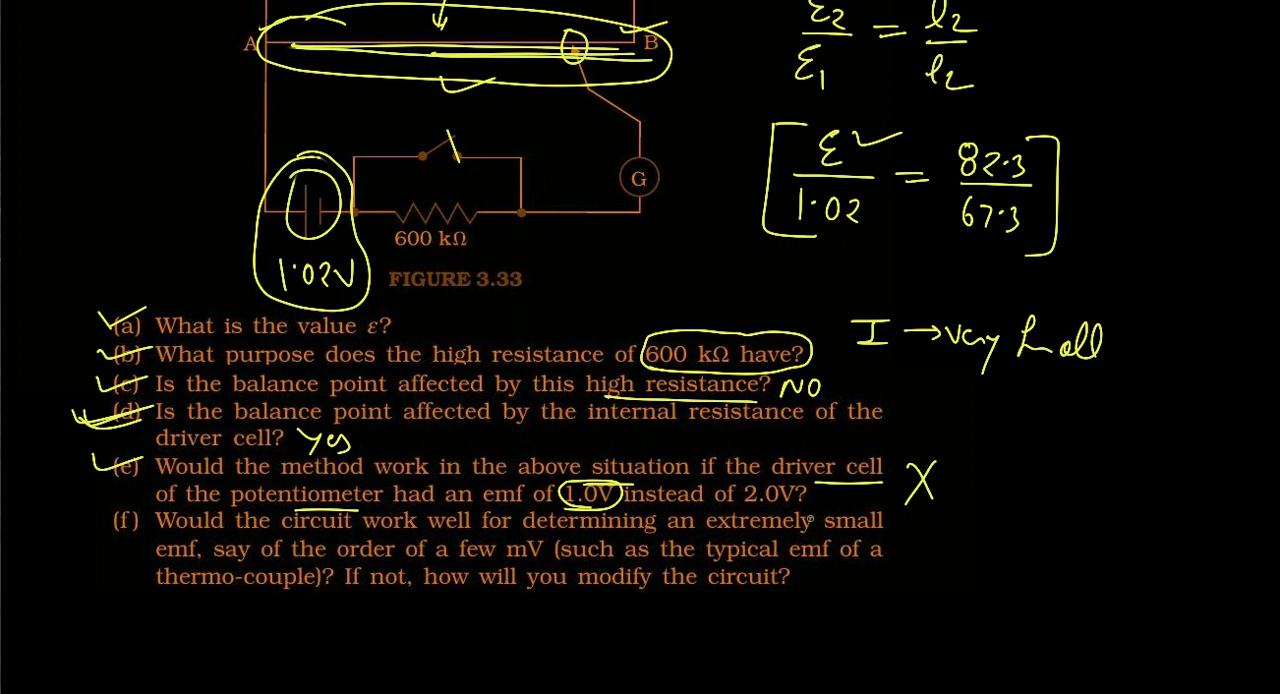 ε2 / ε1 = l2 / l2
A
B
ε / 1.02 = 82.3 / 67.3
G
600 kΩ
1.02V
FIGURE 3.33
(a) What is the value ε?
I → very small
(b) What purpose does the high resistance of 600 kΩ have?
(c) Is the balance point affected by this high resistance? NO
(d) Is the balance point affected by the internal resistance of the
driver cell? Yes
(e) Would the method work in the above situation if the driver cell
of the potentiometer had an emf of 1.0V instead of 2.0V? X
(f) Would the circuit work well for determining an extremely small
emf, say of the order of a few mV (such as the typical emf of a
thermo-couple)? If not, how will you modify the circuit?